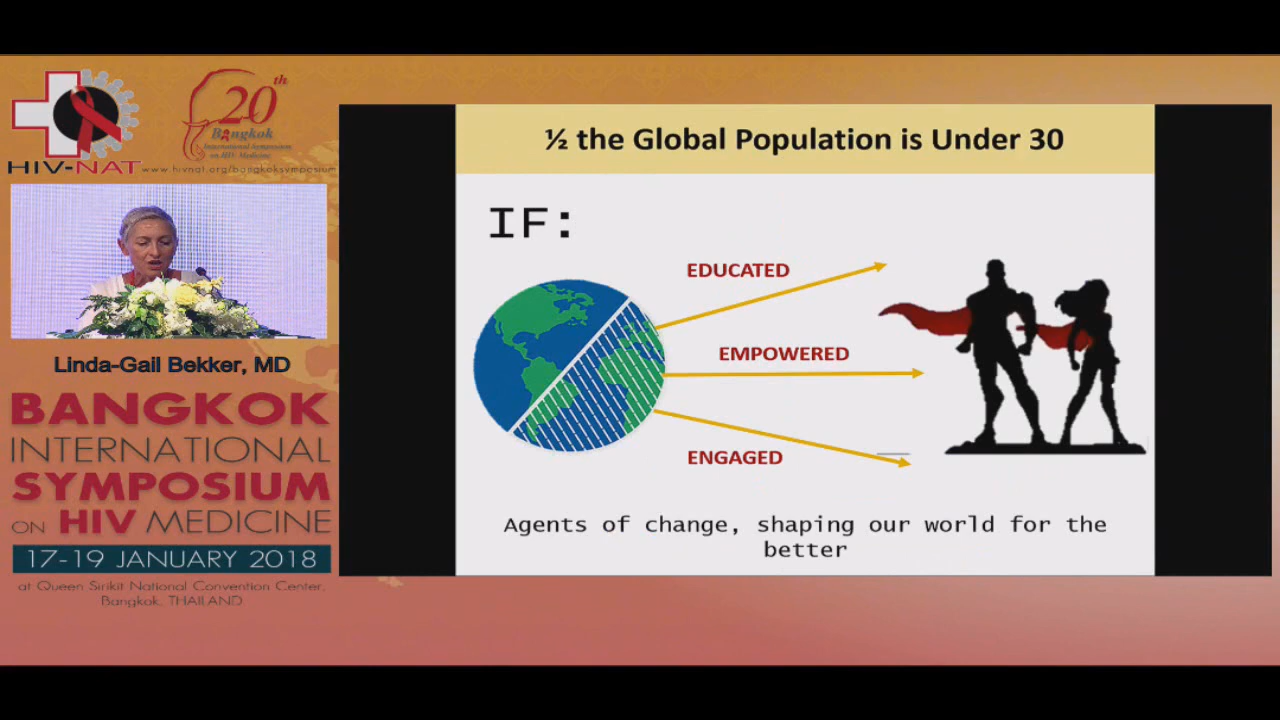 HIV-NAT
20th
Bangkok
International Symposium
on HIV Medicine
www.hivnat.org/bangkoksymposium
Linda-Gail Bekker, MD
BANGKOK
INTERNATIONAL
SYMPOSIUM
ON HIV MEDICINE
17-19 JANUARY 2018
at Queen Sirikit National Convention Center,
Bangkok, THAILAND.
½ the Global Population is Under 30
IF:
EDUCATED
EMPOWERED
ENGAGED
Agents of change, shaping our world for the
better